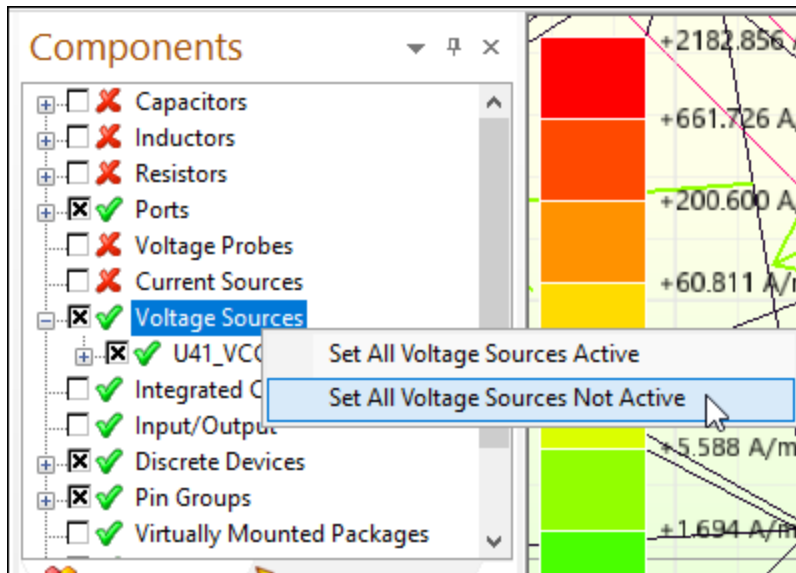 Components
Capacitors
Inductors
Resistors
Ports
Voltage Probes
Current Sources
Voltage Sources
U41_VCC
Set All Voltage Sources Active
Integrated C
Set All Voltage Sources Not Active
Input/Output
Discrete Devices
Pin Groups
Virtually Mounted Packages
+2182.856 A
+661.726 A/
+200.600 A/
+60.811 A/m
+5.588 A/m
+1.694 A/m